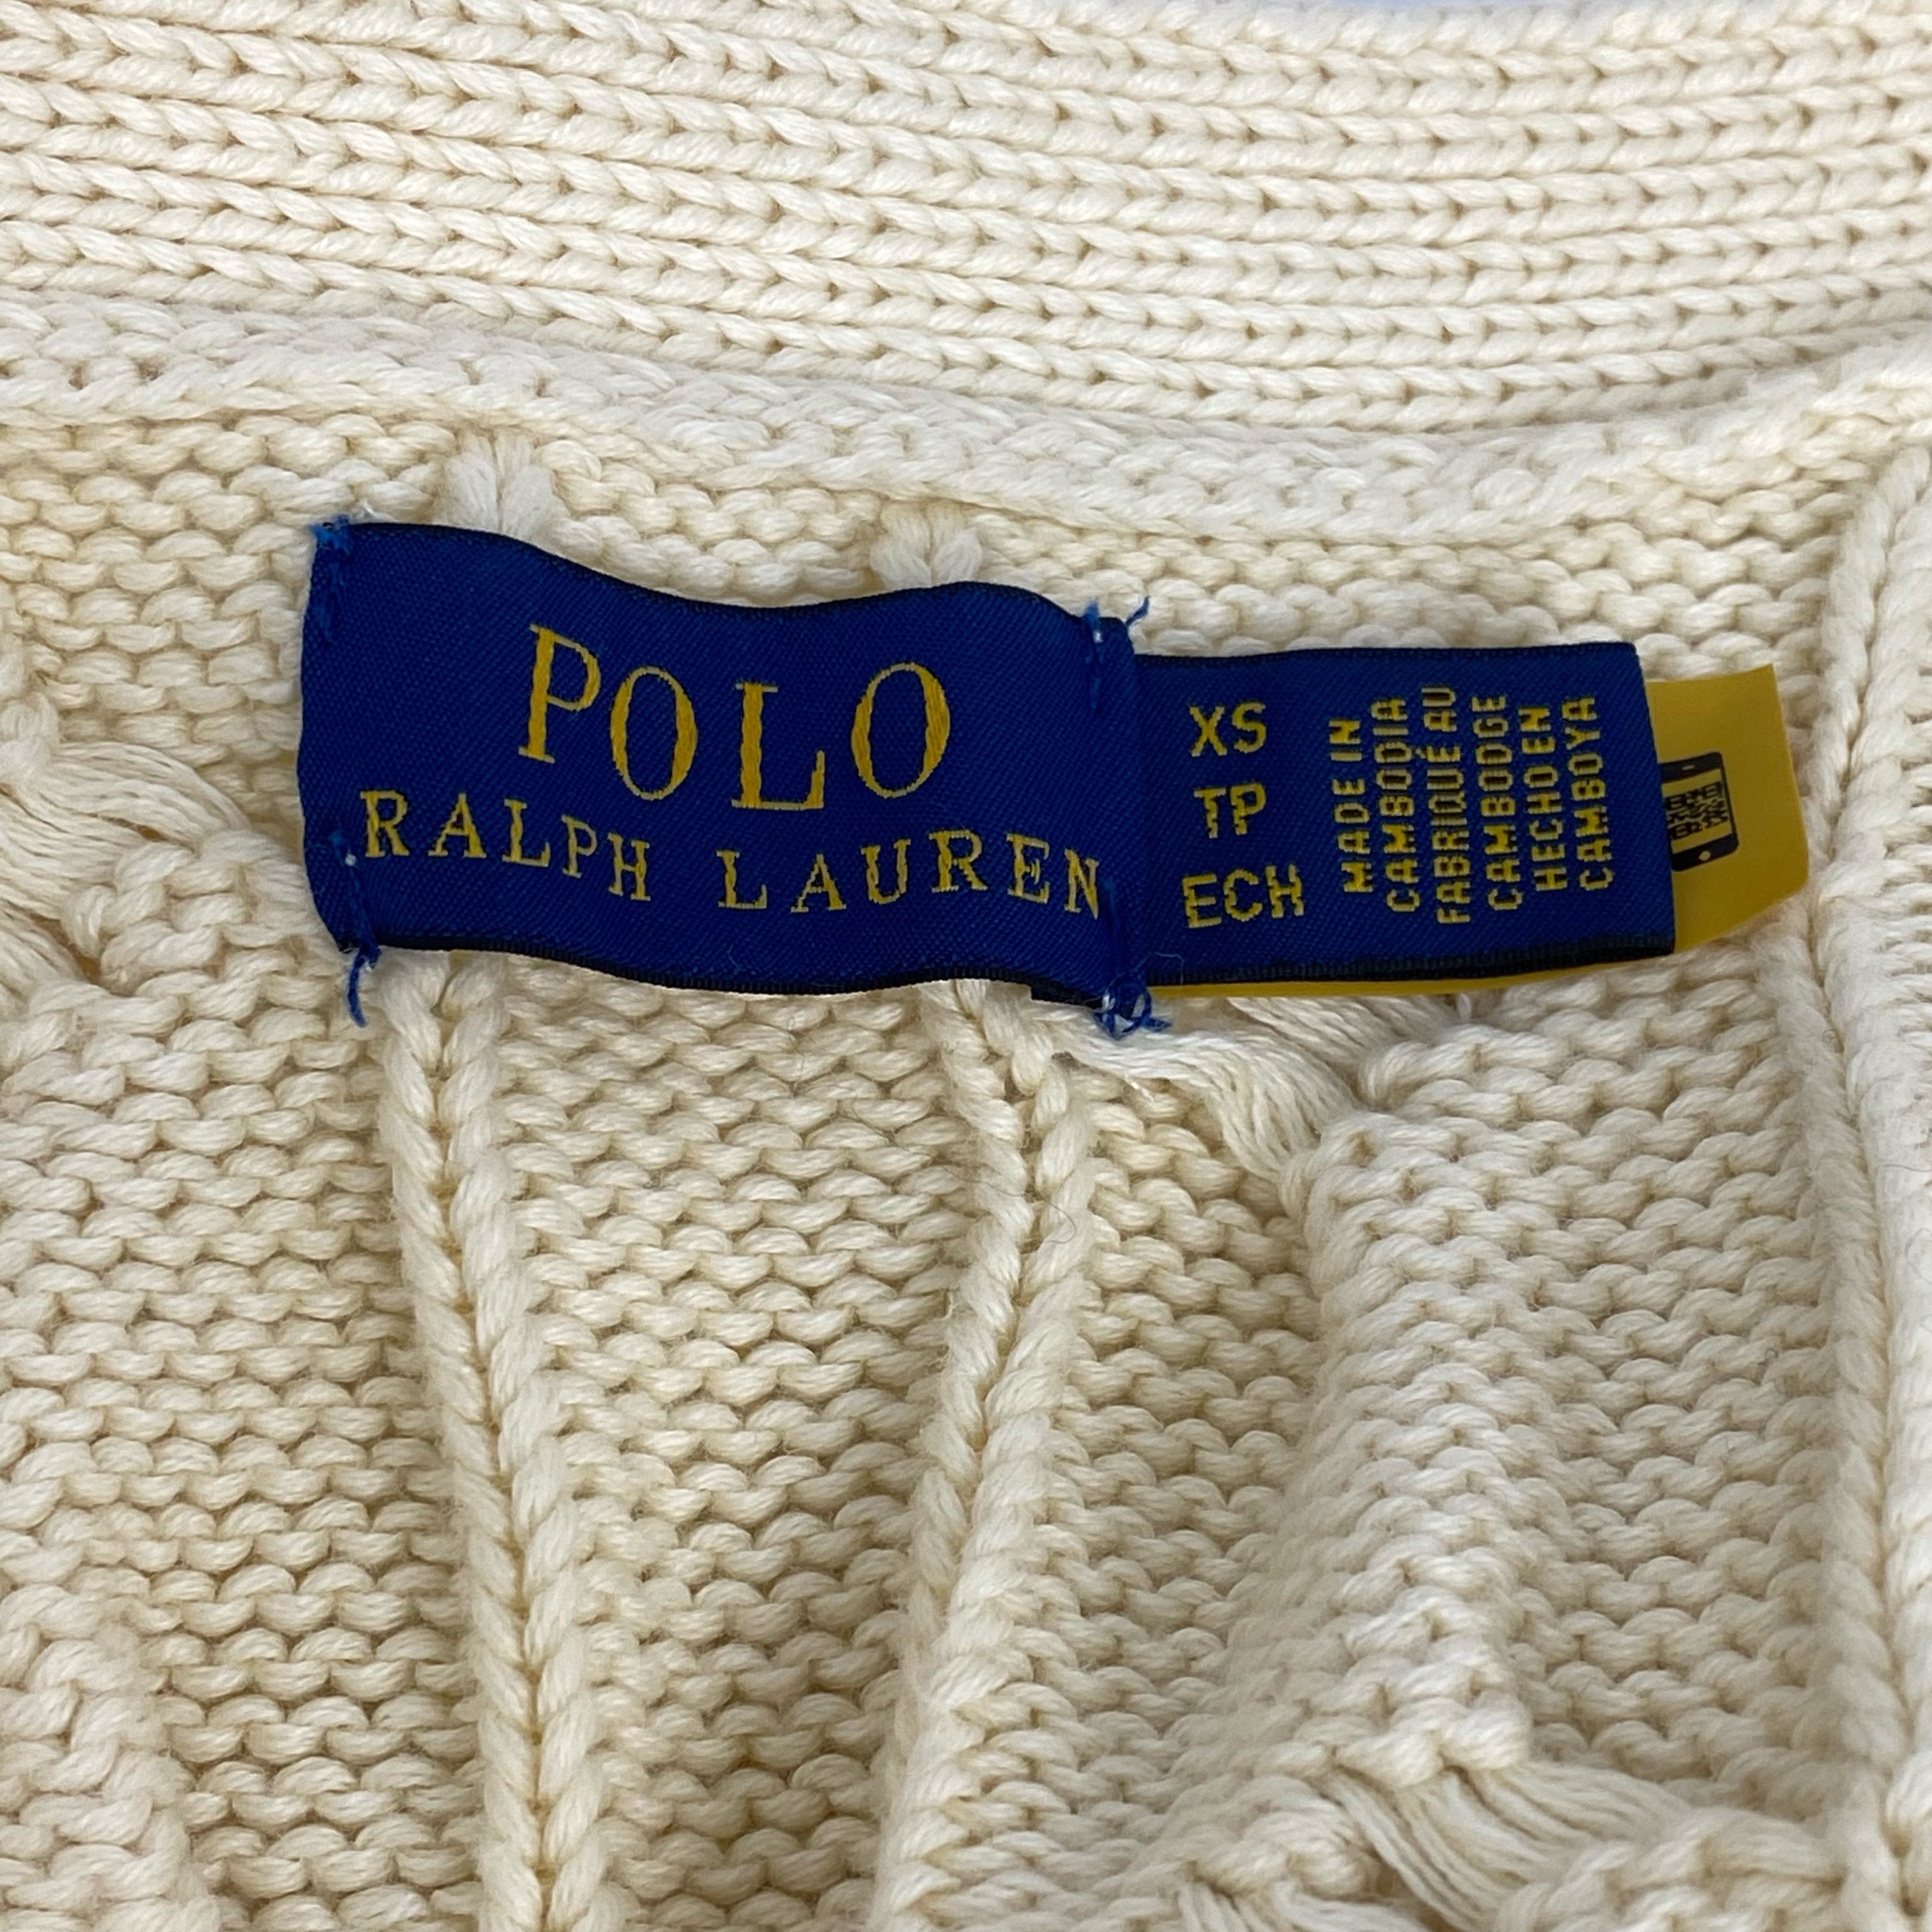 POLO
RALPH LAUREN
XS
TP
ECH
MADE IN
CAMBODIA
FABRIQUÉ AU
CAMBODGE
HECHO EN
CAMBOYA